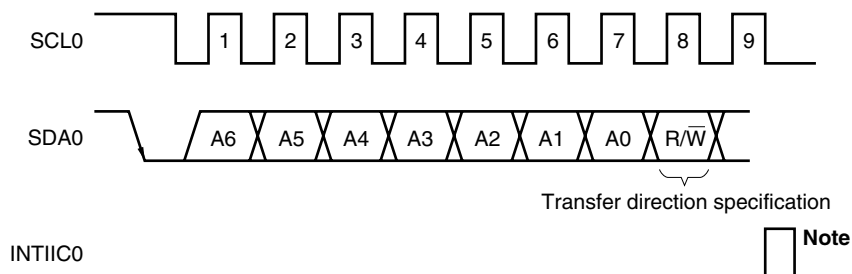 SCL0 1 2 3 4 5 6 7 8 9
SDA0 A6 A5 A4 A3 A2 A1 A0 R/W̅
Transfer direction specification
INTIIC0 Note